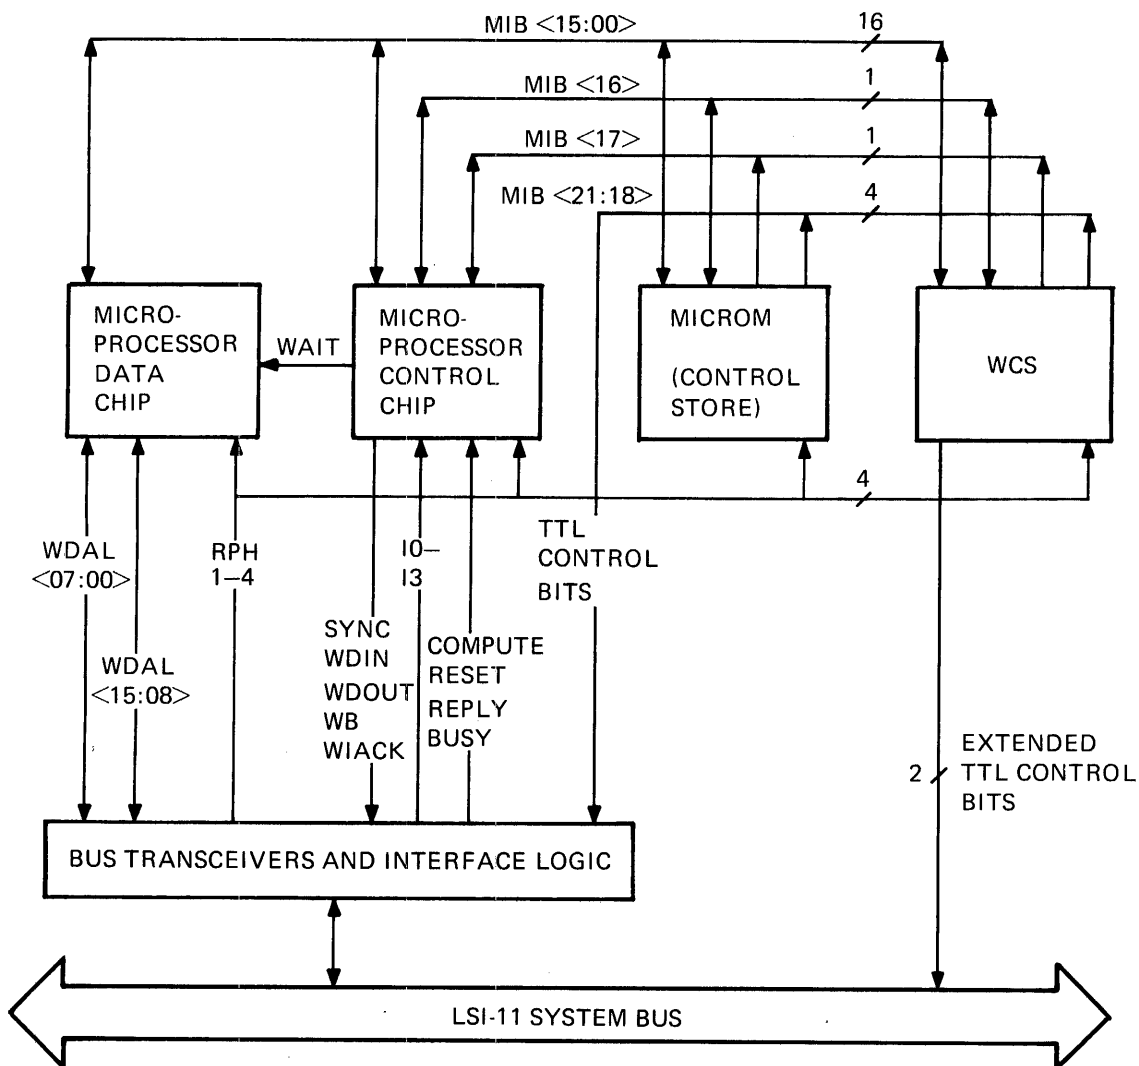 MIB <15:00>
16
MIB <16>
1
MIB <17>
1
MIB <21:18>
4
MICRO-
PROCESSOR
DATA
CHIP
WAIT
MICRO-
PROCESSOR
CONTROL
CHIP
MICROM
(CONTROL
STORE)
WCS
4
WDAL
<07:00>
WDAL
<15:08>
RPH
1–4
SYNC
WDIN
WDOUT
WB
WIACK
I0–
I3
COMPUTE
RESET
REPLY
BUSY
TTL
CONTROL
BITS
2
EXTENDED
TTL CONTROL
BITS
BUS TRANSCEIVERS AND INTERFACE LOGIC
LSI-11 SYSTEM BUS